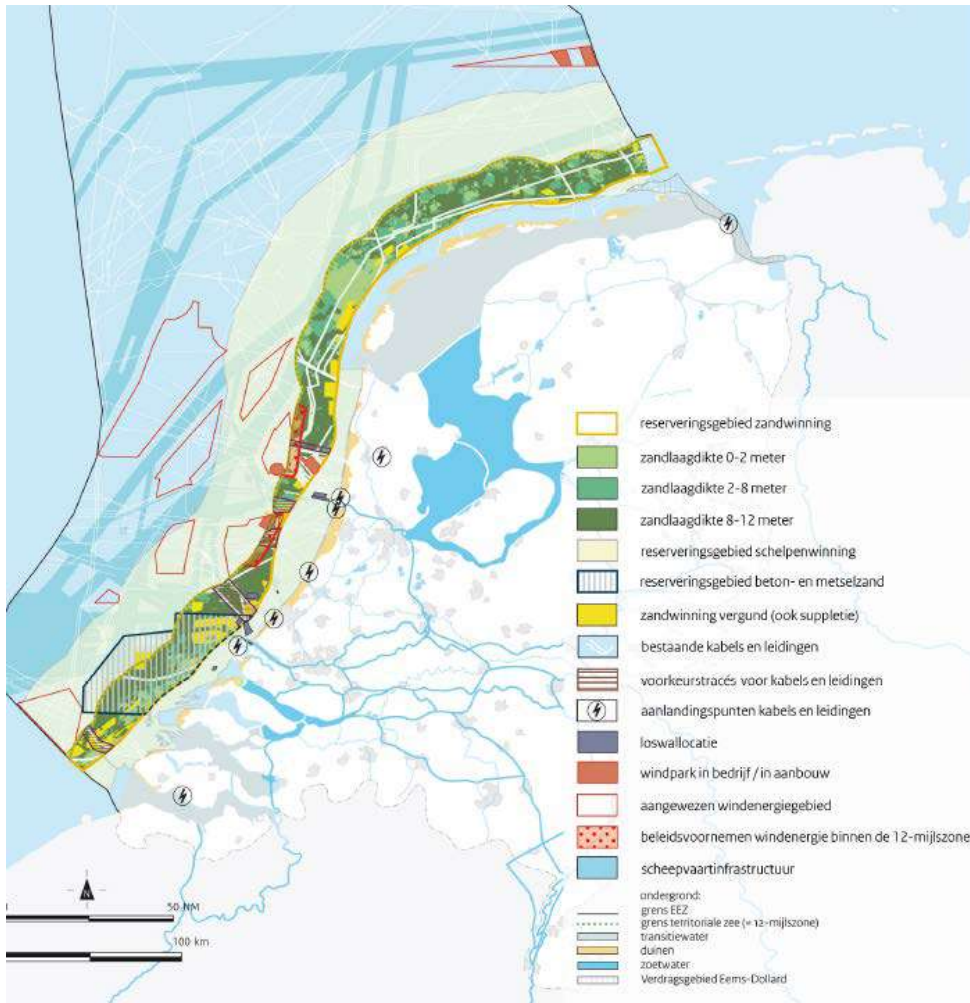 reserveringsgebied zandwinning
zandlaagdikte 0-2 meter
zandlaagdikte 2-8 meter
zandlaagdikte 8-12 meter
reserveringsgebied schelpenwinning
reserveringsgebied beton- en metselzand
zandwinning vergund (ook suppletie)
bestaande kabels en leidingen
voorkeurstracés voor kabels en leidingen
aanlandingspunten kabels en leidingen
loswallocatie
windpark in bedrijf / in aanbouw
aangewezen windenergiegebied
beleidsvoornemen windenergie binnen de 12-mijlszone
scheepvaartinfrastructuur
ondergrond:
grens EEZ
grens territoriale zee (= 12-mijlszone)
transitiewater
duinen
zoetwater
Verdragsgebied Eems-Dollard
N
50 NM
100 km